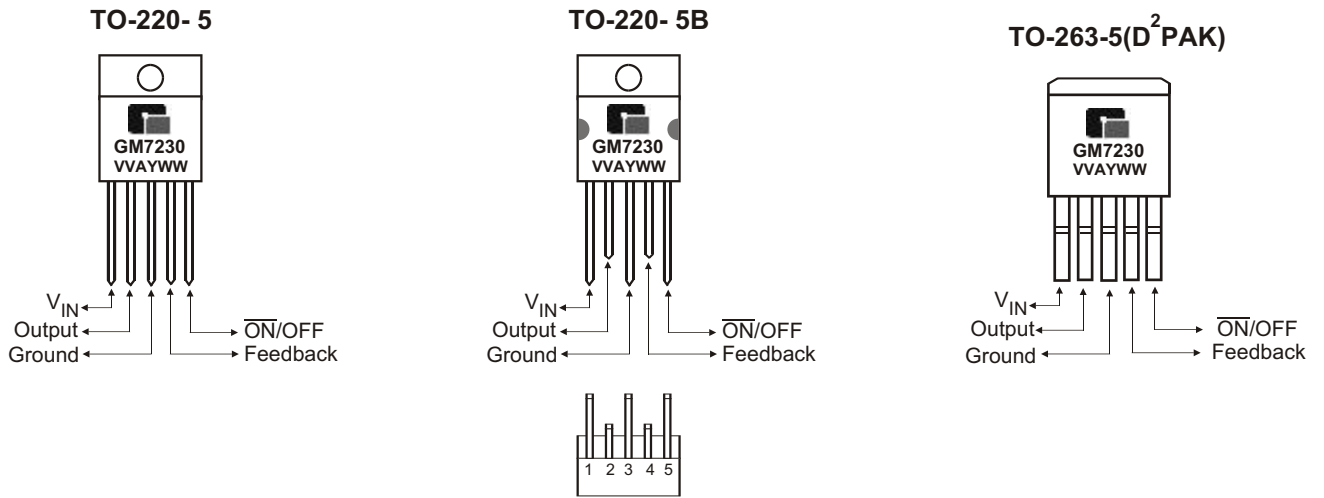 TO-220- 5
GM7230
VVAYWW
VIN
Output
Ground
ON/OFF
Feedback
TO-220- 5B
GM7230
VVAYWW
VIN
Output
Ground
ON/OFF
Feedback
1 2 3 4 5
TO-263-5(D²PAK)
GM7230
VVAYWW
VIN
Output
Ground
ON/OFF
Feedback